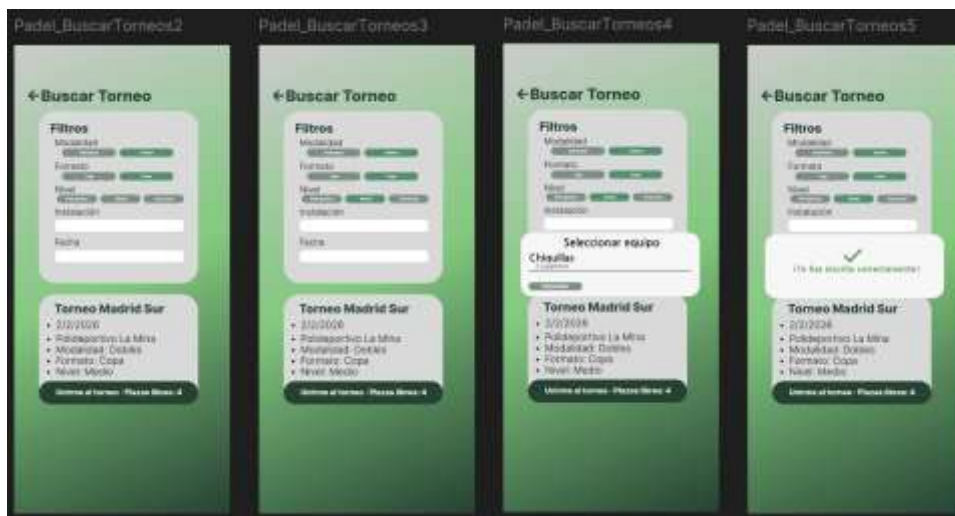 Padel_BuscarTorneos2
←Buscar Torneo
Filtros
Modalidad
Formato
Nivel
Instalación
Fecha
Torneo Madrid Sur
• 2/2/2026
• Polideportivo La Mina
• Modalidad: Dobles
• Formato: Copa
• Nivel: Medio
Unirme al torneo - Plazas libres: 4
Padel_BuscarTorneos3
←Buscar Torneo
Filtros
Modalidad
Formato
Nivel
Instalación
Fecha
Torneo Madrid Sur
• 2/2/2026
• Polideportivo La Mina
• Modalidad: Dobles
• Formato: Copa
• Nivel: Medio
Unirme al torneo - Plazas libres: 4
Padel_BuscarTorneos4
←Buscar Torneo
Filtros
Modalidad
Formato
Nivel
Instalación
Seleccionar equipo
Chiquillas
Torneo Madrid Sur
• 2/2/2026
• Polideportivo La Mina
• Modalidad: Dobles
• Formato: Copa
• Nivel: Medio
Unirme al torneo - Plazas libres: 4
Padel_BuscarTorneos5
←Buscar Torneo
Filtros
Modalidad
Formato
Nivel
Instalación
¡Te has inscrito correctamente!
Torneo Madrid Sur
• 2/2/2026
• Polideportivo La Mina
• Modalidad: Dobles
• Formato: Copa
• Nivel: Medio
Unirme al torneo - Plazas libres: 4